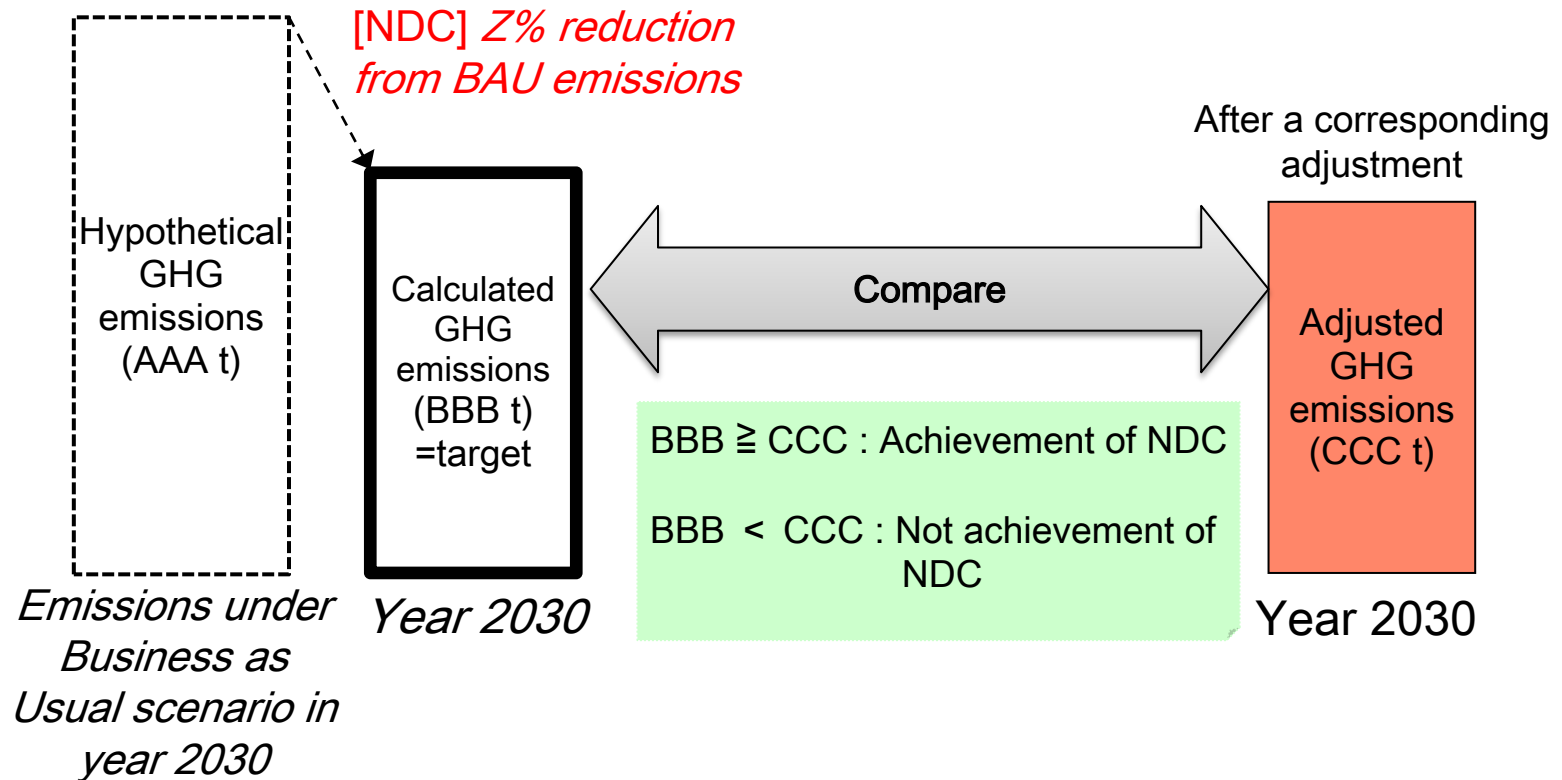 [NDC] Z% reduction
from BAU emissions
After a corresponding
adjustment
Hypothetical
GHG
emissions
(AAA t)
Calculated
GHG
emissions
(BBB t)
=target
Compare
Adjusted
GHG
emissions
(CCC t)
BBB ≧ CCC : Achievement of NDC
BBB < CCC : Not achievement of
NDC
Emissions under
Business as
Usual scenario in
year 2030
Year 2030
Year 2030